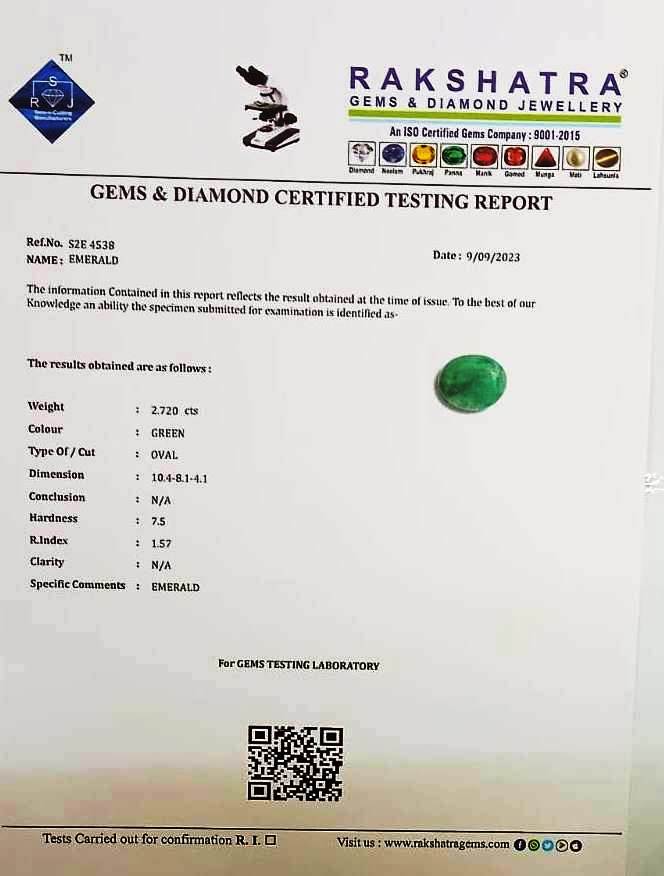 TM
S
R J
RAKSHATRA®
GEMS & DIAMOND JEWELLERY
An ISO Certified Gems Company : 9001-2015
Diamond Neelam Pukhraj Panna Manik Gomed Munga Moti Lahsunia
GEMS & DIAMOND CERTIFIED TESTING REPORT
Ref.No. S2E 4538
NAME : EMERALD
Date : 9/09/2023
The information Contained in this report reflects the result obtained at the time of issue. To the best of our
Knowledge an ability the specimen submitted for examination is identified as-
The results obtained are as follows :
Weight : 2.720 cts
Colour : GREEN
Type Of / Cut : OVAL
Dimension : 10.4-8.1-4.1
Conclusion : N/A
Hardness : 7.5
R.Index : 1.57
Clarity : N/A
Specific Comments : EMERALD
For GEMS TESTING LABORATORY
Tests Carried out for confirmation R. I. ☐
Visit us : www.rakshatragems.com